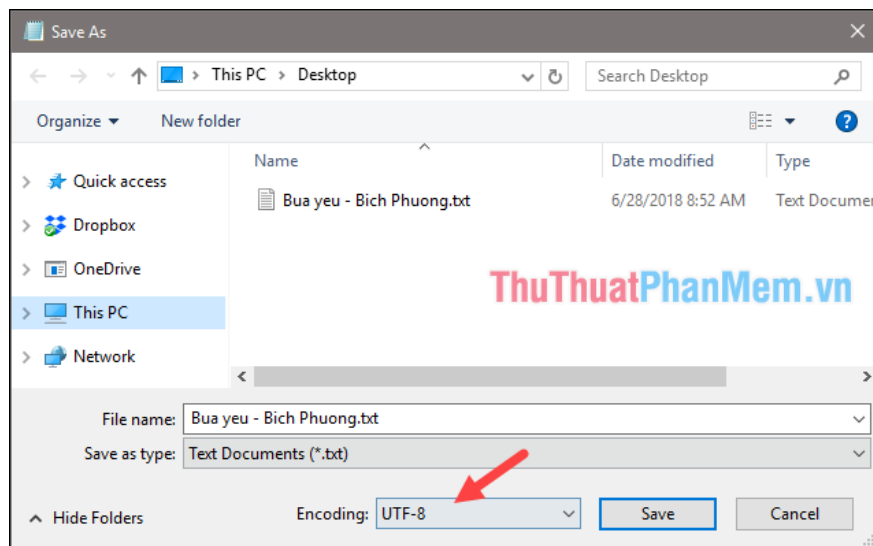 Save As
This PC > Desktop
Search Desktop
Organize
New folder
Name
Date modified
Type
Quick access
Bua yeu - Bich Phuong.txt
6/28/2018 8:52 AM
Text Docume
Dropbox
OneDrive
ThuThuatPhanMem.vn
This PC
Network
File name: Bua yeu - Bich Phuong.txt
Save as type: Text Documents (*.txt)
Hide Folders
Encoding: UTF-8
Save
Cancel